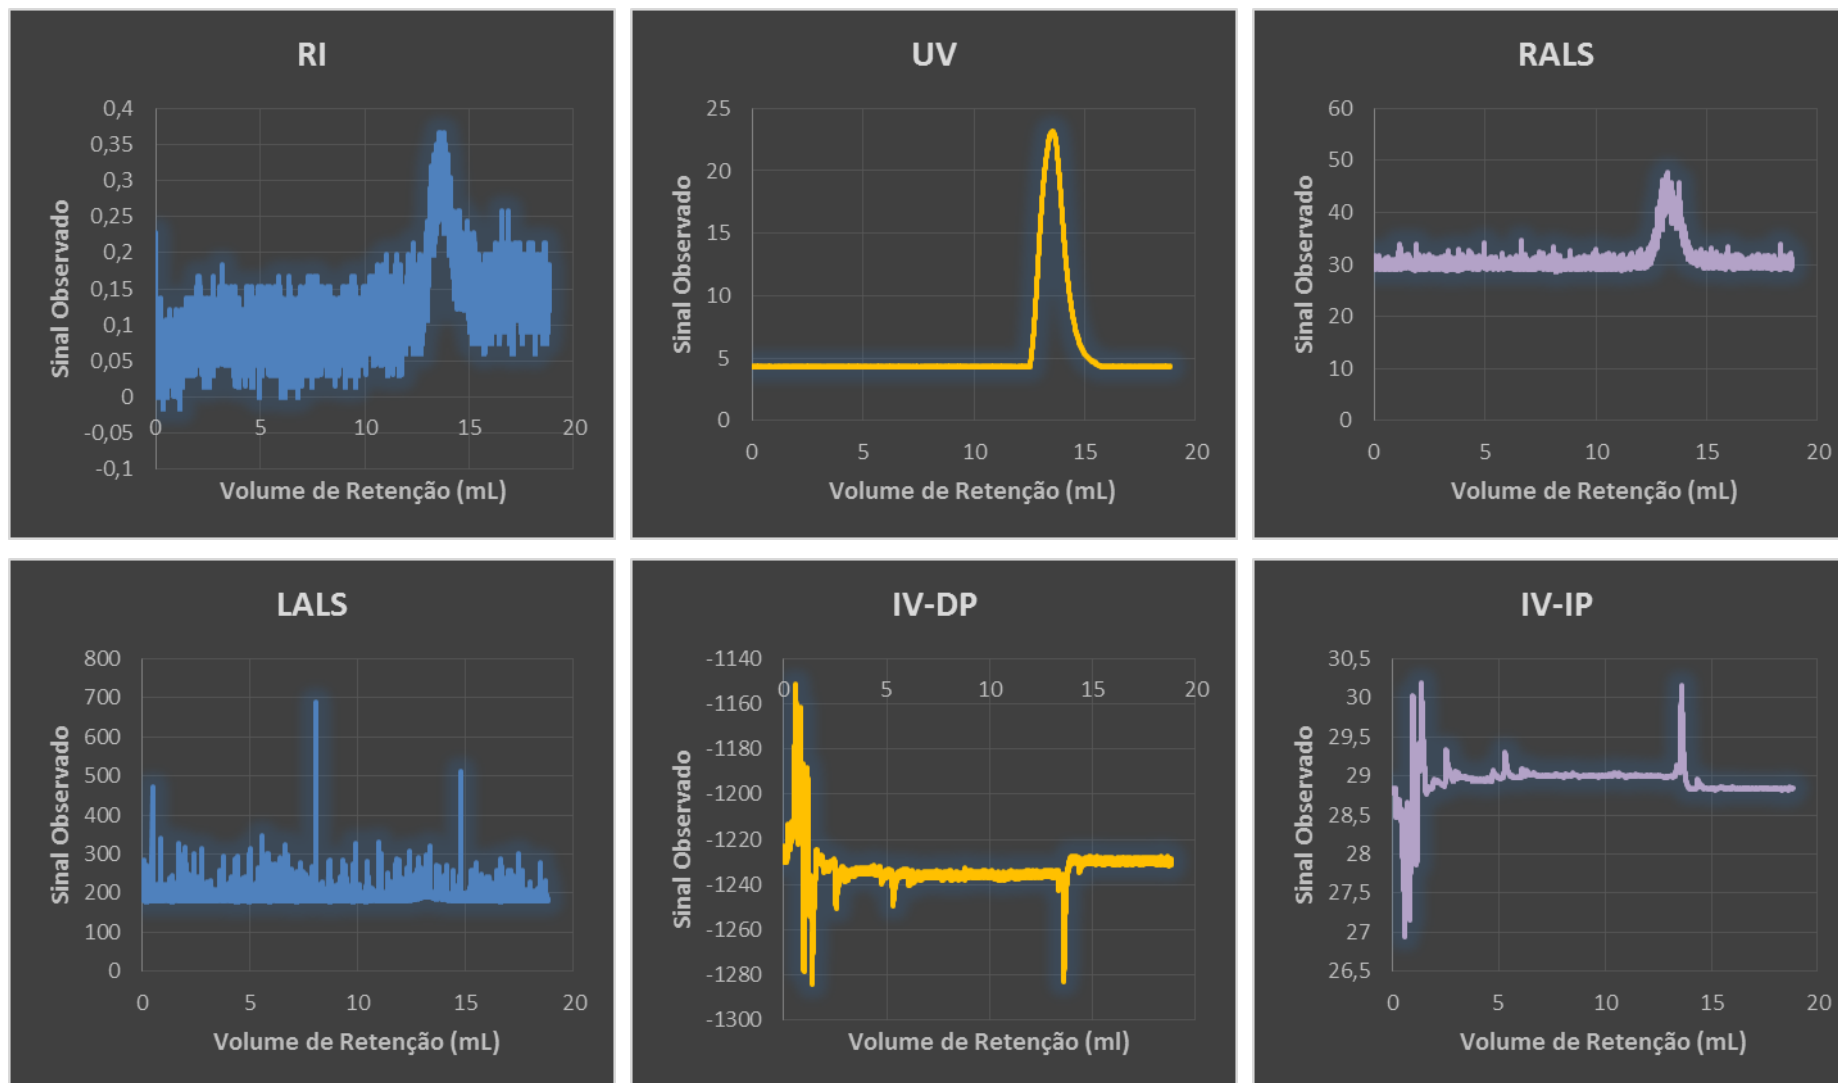 RI
0,4
0,35
0,3
0,25
0,2
0,15
0,1
0,05
0
-0,05
-0,1
0 5 10 15 20
Sinal Observado
Volume de Retenção (mL)
UV
25
20
15
10
5
0
0 5 10 15 20
Sinal Observado
Volume de Retenção (mL)
RALS
60
50
40
30
20
10
0
0 5 10 15 20
Sinal Observado
Volume de Retenção (mL)
LALS
800
700
600
500
400
300
200
100
0
0 5 10 15 20
Sinal Observado
Volume de Retenção (mL)
IV-DP
-1140
-1160
-1180
-1200
-1220
-1240
-1260
-1280
-1300
0 5 10 15 20
Sinal Observado
Volume de Retenção (ml)
IV-IP
30,5
30
29,5
29
28,5
28
27,5
27
26,5
0 5 10 15 20
Sinal Observado
Volume de Retenção (mL)